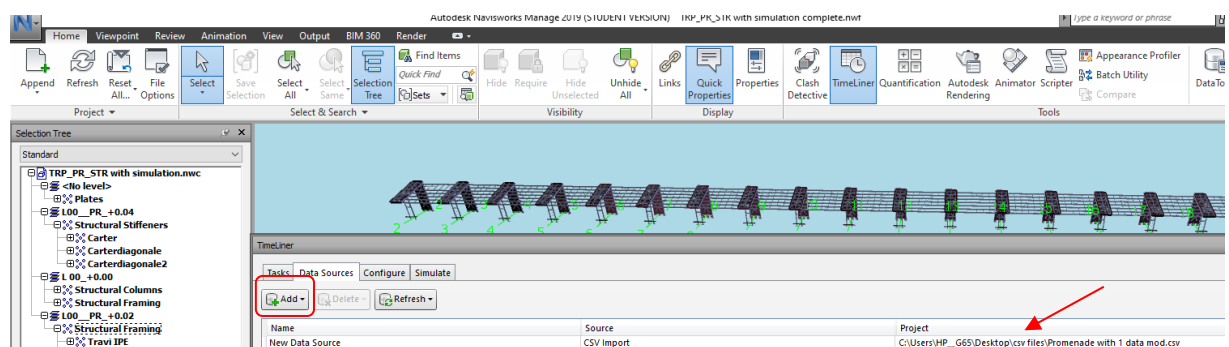 Autodesk Navisworks Manage 2019 (STUDENT VERSION) TRP_PR_STR with simulation complete.nwf
Type a keyword or phrase
Home Viewpoint Review Animation View Output BIM 360 Render
Append Refresh Reset All... File Options
Project
Select Save Selection Select All Select Same Selection Tree
Find Items
Quick Find
Sets
Select & Search
Hide Require Hide Unselected Unhide All
Visibility
Links Quick Properties Properties
Display
Clash Detective TimeLiner Quantification Autodesk Rendering Animator Scripter
Appearance Profiler
Batch Utility
Compare
DataTo
Tools
Selection Tree
Standard
TRP_PR_STR with simulation.nwc
<No level>
Plates
L00__PR_+0.04
Structural Stiffeners
Carter
Carterdiagonale
Carterdiagonale2
L 00_+0.00
Structural Columns
Structural Framing
L00__PR_+0.02
Structural Framing
Travi IPE
TimeLiner
Tasks Data Sources Configure Simulate
Add Delete Refresh
Name Source Project
New Data Source CSV Import C:\Users\HP__G65\Desktop\csv files\Promenade with 1 data mod.csv